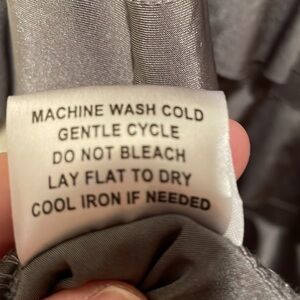 MACHINE WASH COLD
GENTLE CYCLE
DO NOT BLEACH
LAY FLAT TO DRY
COOL IRON IF NEEDED